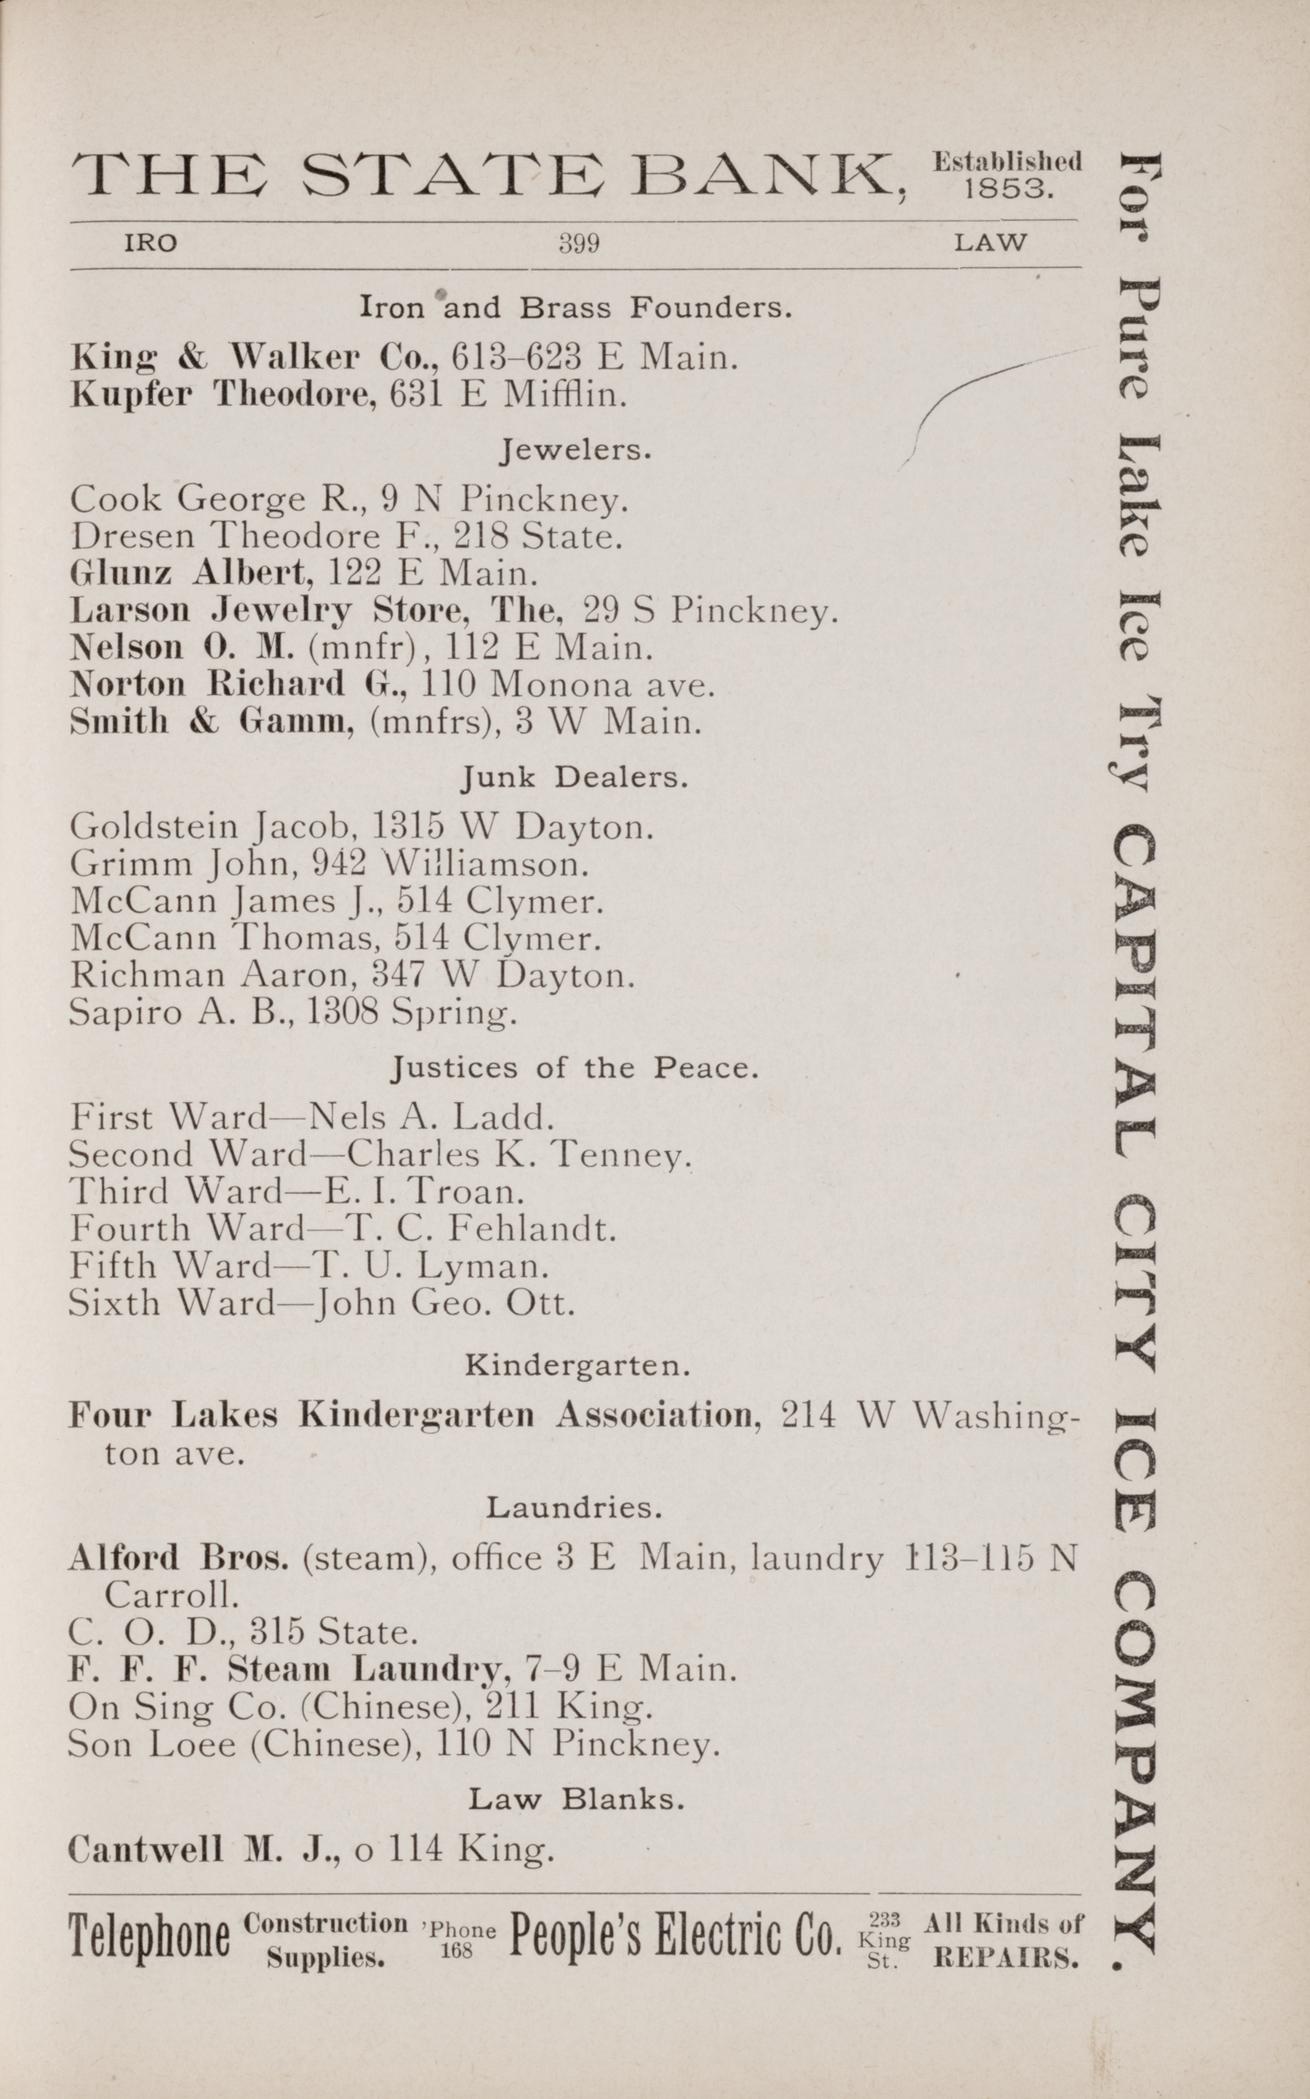 THE STATE BANK, Established 1853.
IRO 399 LAW
Iron and Brass Founders.
King & Walker Co., 613–623 E Main.
Kupfer Theodore, 631 E Mifflin.
Jewelers.
Cook George R., 9 N Pinckney.
Dresen Theodore F., 218 State.
Glunz Albert, 122 E Main.
Larson Jewelry Store, The, 29 S Pinckney.
Nelson O. M. (mnfr), 112 E Main.
Norton Richard G., 110 Monona ave.
Smith & Gamm, (mnfrs), 3 W Main.
Junk Dealers.
Goldstein Jacob, 1315 W Dayton.
Grimm John, 942 Williamson.
McCann James J., 514 Clymer.
McCann Thomas, 514 Clymer.
Richman Aaron, 347 W Dayton.
Sapiro A. B., 1308 Spring.
Justices of the Peace.
First Ward—Nels A. Ladd.
Second Ward—Charles K. Tenney.
Third Ward—E. I. Troan.
Fourth Ward—T. C. Fehlandt.
Fifth Ward—T. U. Lyman.
Sixth Ward—John Geo. Ott.
Kindergarten.
Four Lakes Kindergarten Association, 214 W Washing-
ton ave.
Laundries.
Alford Bros. (steam), office 3 E Main, laundry 113–115 N
Carroll.
C. O. D., 315 State.
F. F. F. Steam Laundry, 7–9 E Main.
On Sing Co. (Chinese), 211 King.
Son Loee (Chinese), 110 N Pinckney.
Law Blanks.
Cantwell M. J., o 114 King.
Telephone Construction Supplies. 'Phone 168 People's Electric Co. 233 King St. All Kinds of REPAIRS.
For Pure Lake Ice Try CAPITAL CITY ICE COMPANY.